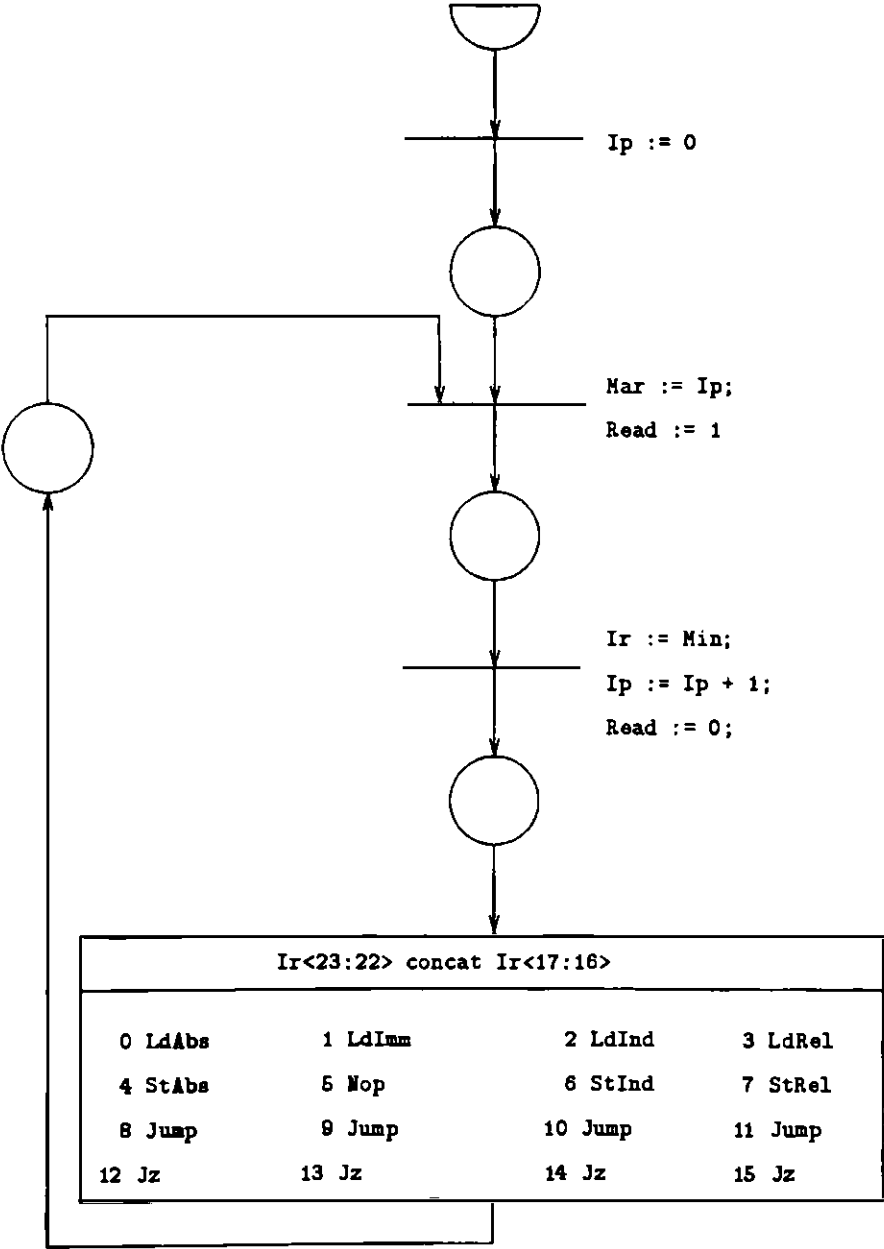 Ip := 0
Mar := Ip;
Read := 1
Ir := Min;
Ip := Ip + 1;
Read := 0;
Ir<23:22> concat Ir<17:16>
0 LdAbs 1 LdImm 2 LdInd 3 LdRel
4 StAbs 5 Nop 6 StInd 7 StRel
8 Jump 9 Jump 10 Jump 11 Jump
12 Jz 13 Jz 14 Jz 15 Jz